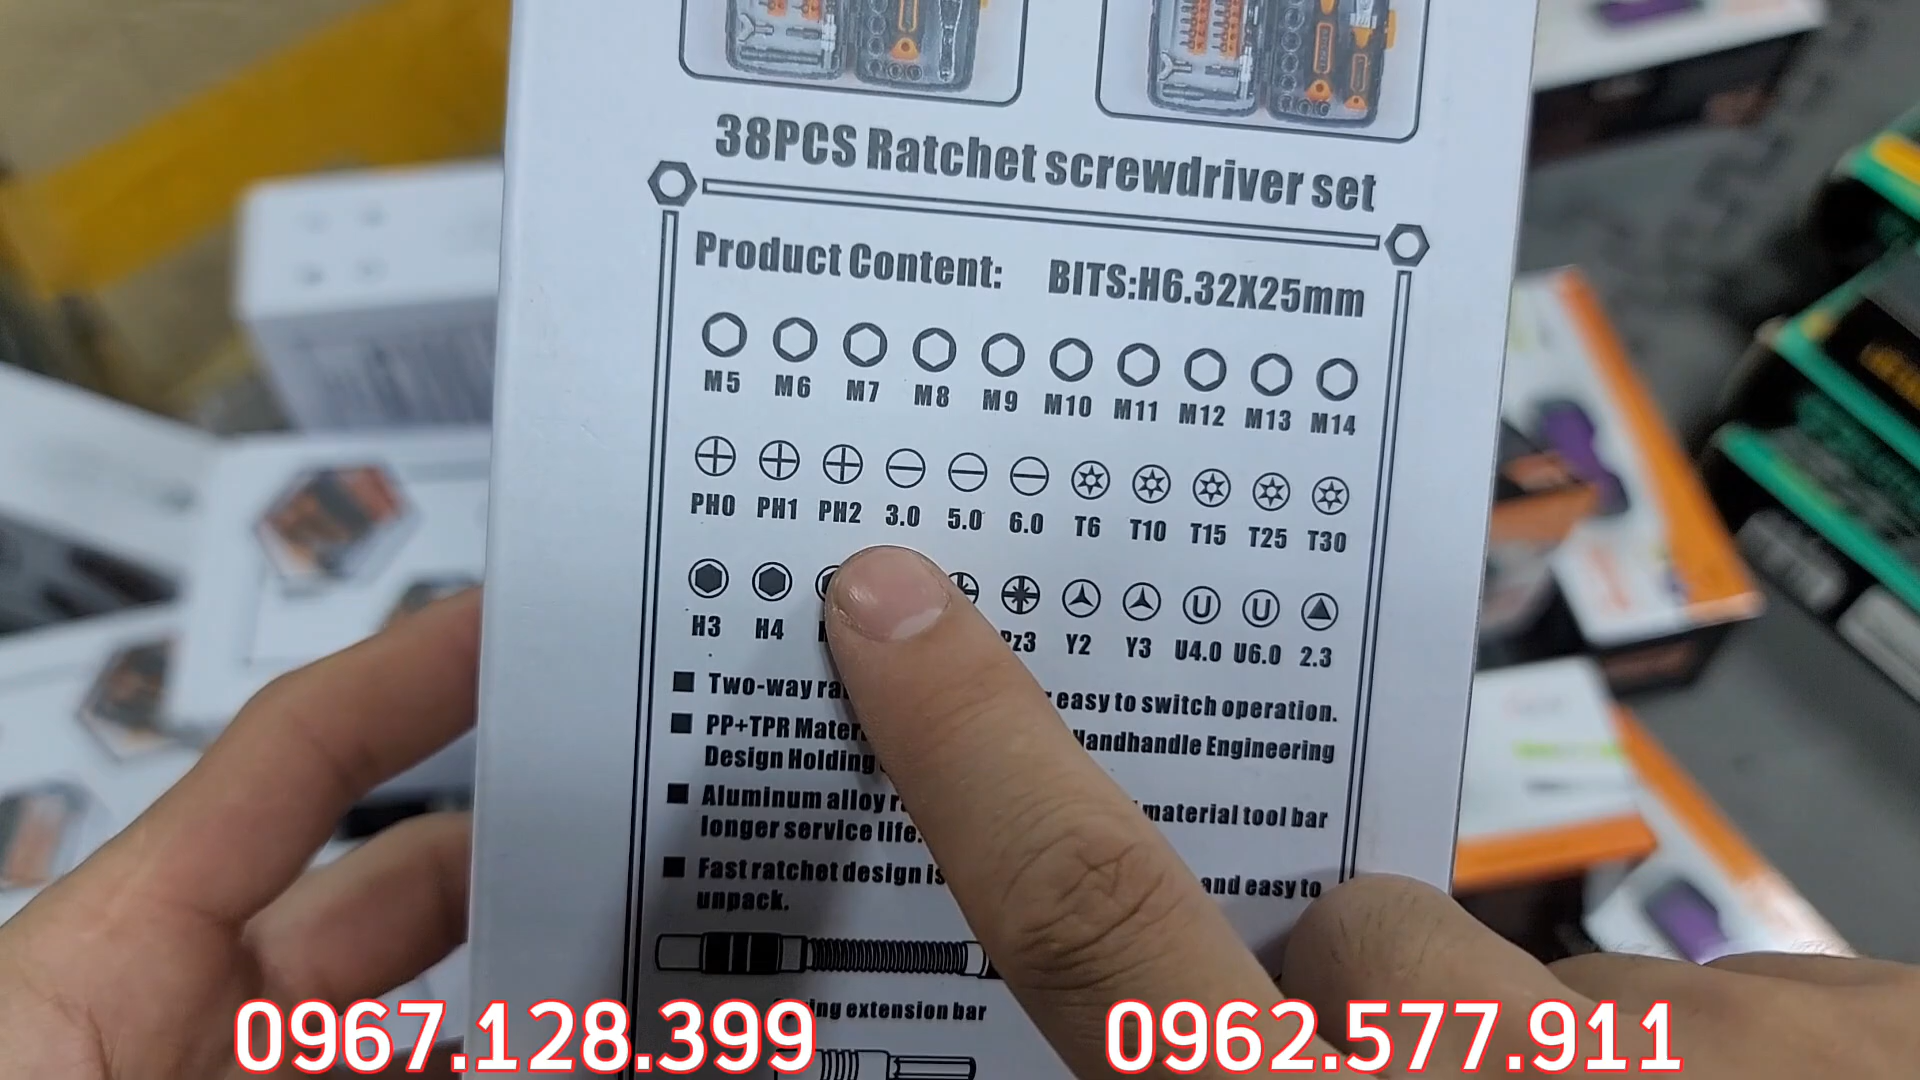 38PCS Ratchet screwdriver set
Product Content: BITS:H6.32X25mm
M5 M6 M7 M8 M9 M10 M11 M12 M13 M14
PH0 PH1 PH2 3.0 5.0 6.0 T6 T10 T15 T25 T30
H3 H4 Pz3 Y2 Y3 U4.0 U6.0 2.3
Two-way easy to switch operation.
PP+TPR Handhandle Engineering
Design Holding
Aluminum alloy material tool bar
longer service life.
Fast ratchet design is and easy to
unpack.
extension bar
0967.128.399 0962.577.911